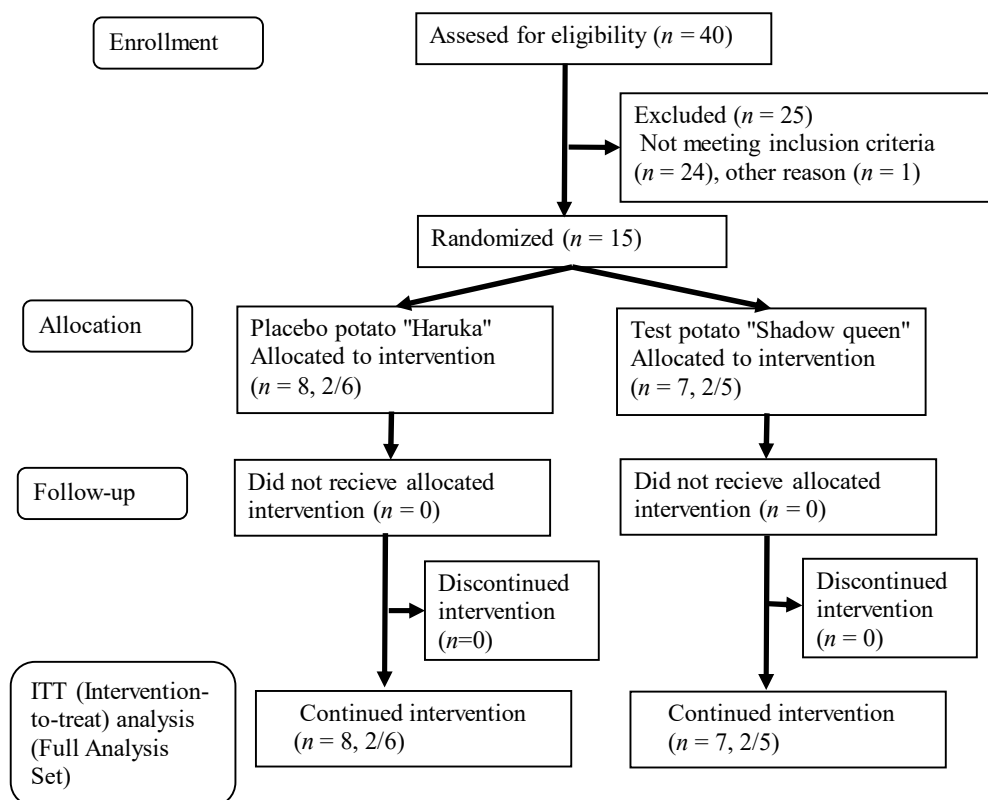 Enrollment
Assesed for eligibility (n = 40)
Excluded (n = 25)
Not meeting inclusion criteria
(n = 24), other reason (n = 1)
Randomized (n = 15)
Allocation
Placebo potato "Haruka"
Allocated to intervention
(n = 8, 2/6)
Test potato "Shadow queen"
Allocated to intervention
(n = 7, 2/5)
Follow-up
Did not recieve allocated
intervention (n = 0)
Did not recieve allocated
intervention (n = 0)
Discontinued
intervention
(n=0)
Discontinued
intervention
(n = 0)
ITT (Intervention-
to-treat) analysis
(Full Analysis
Set)
Continued intervention
(n = 8, 2/6)
Continued intervention
(n = 7, 2/5)